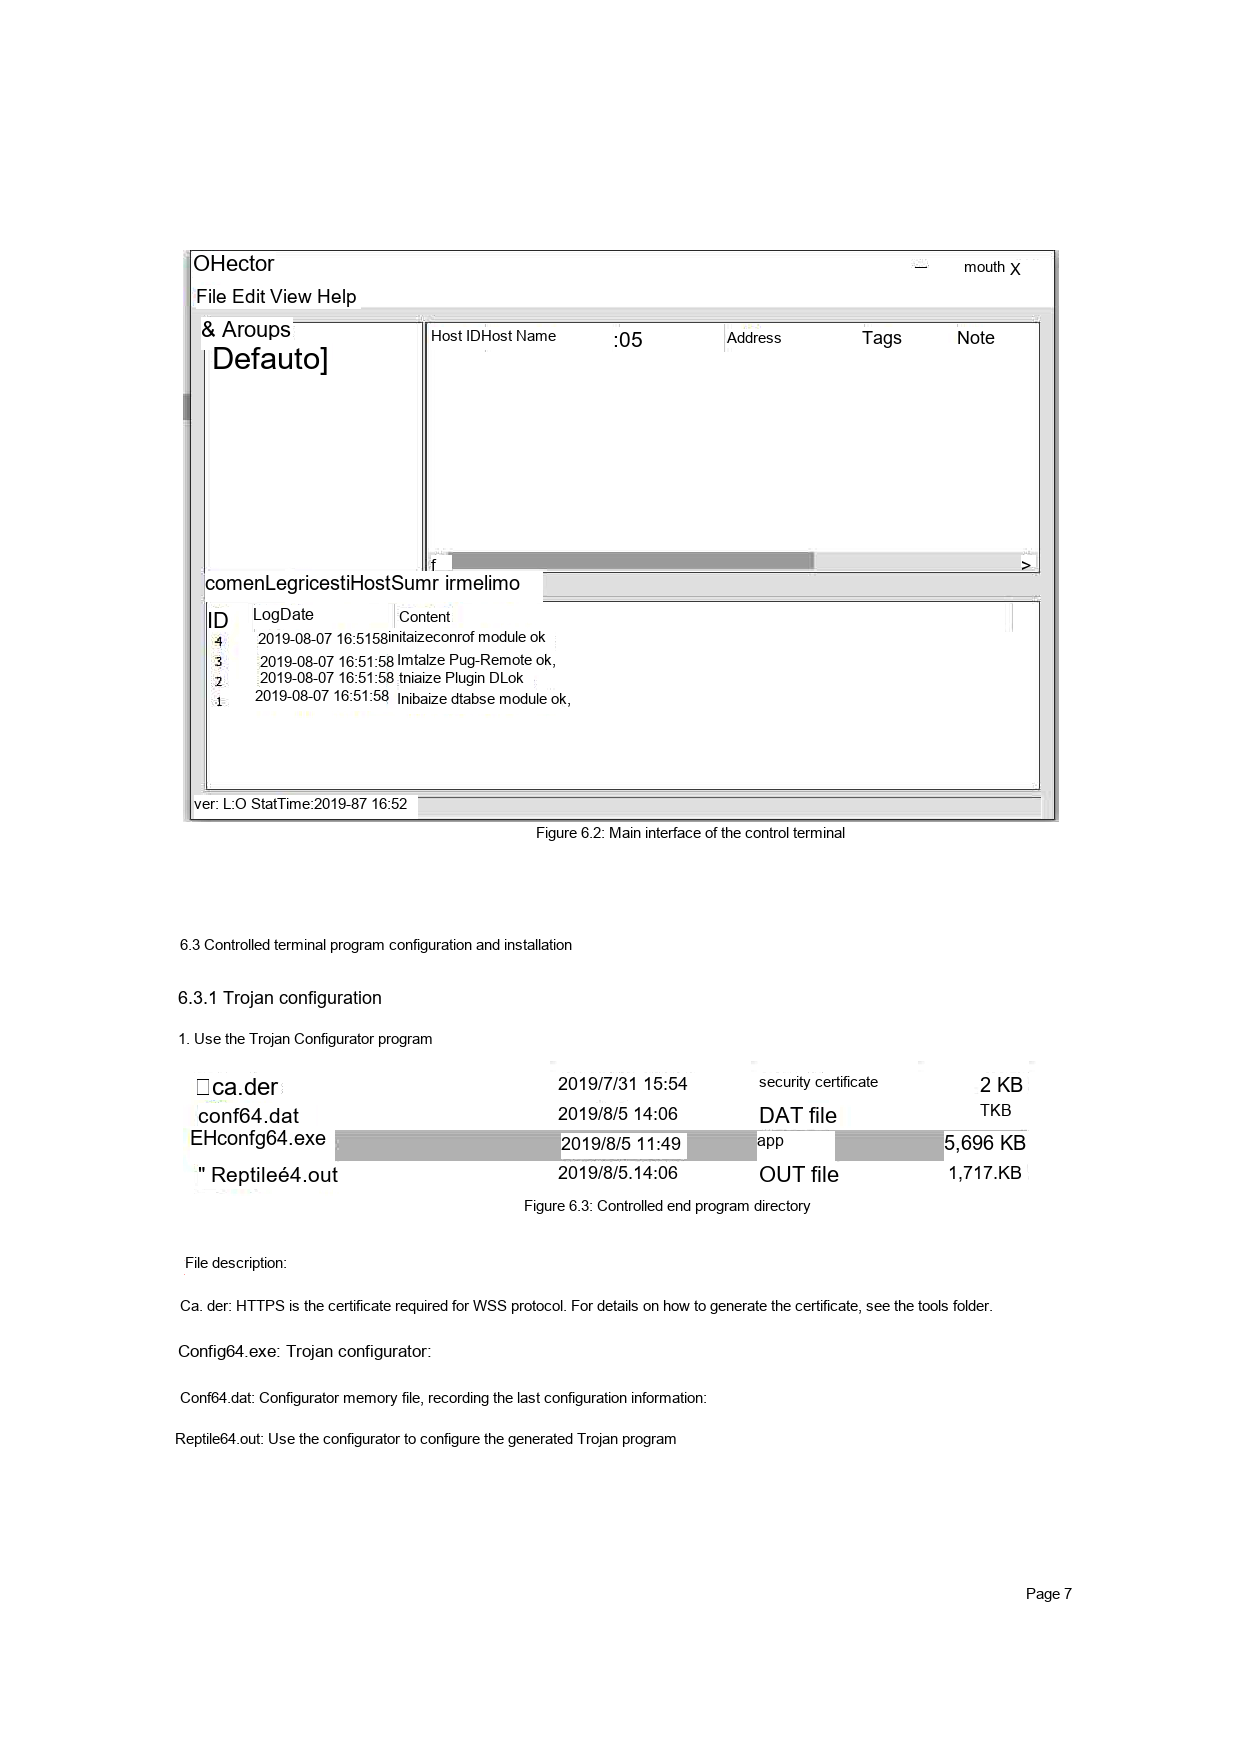 OHector
mouth X
File Edit View Help
& Aroups
Defauto]
Host IDHost Name :05 Address Tags Note
f >
comenLegricestiHostSumr irmelimo
ID LogDate Content
4 2019-08-07 16:5158initaizeconrof module ok
3 2019-08-07 16:51:58 Imtalze Pug-Remote ok,
2 2019-08-07 16:51:58 tniaize Plugin DLok
1 2019-08-07 16:51:58 Inibaize dtabse module ok,
ver: L:O StatTime:2019-87 16:52
Figure 6.2: Main interface of the control terminal
6.3 Controlled terminal program configuration and installation
6.3.1 Trojan configuration
1. Use the Trojan Configurator program
ca.der 2019/7/31 15:54 security certificate 2 KB
conf64.dat 2019/8/5 14:06 DAT file TKB
EHconfg64.exe 2019/8/5 11:49 app 5,696 KB
" Reptileé4.out 2019/8/5.14:06 OUT file 1,717.KB
Figure 6.3: Controlled end program directory
File description:
Ca. der: HTTPS is the certificate required for WSS protocol. For details on how to generate the certificate, see the tools folder.
Config64.exe: Trojan configurator:
Conf64.dat: Configurator memory file, recording the last configuration information:
Reptile64.out: Use the configurator to configure the generated Trojan program
Page 7